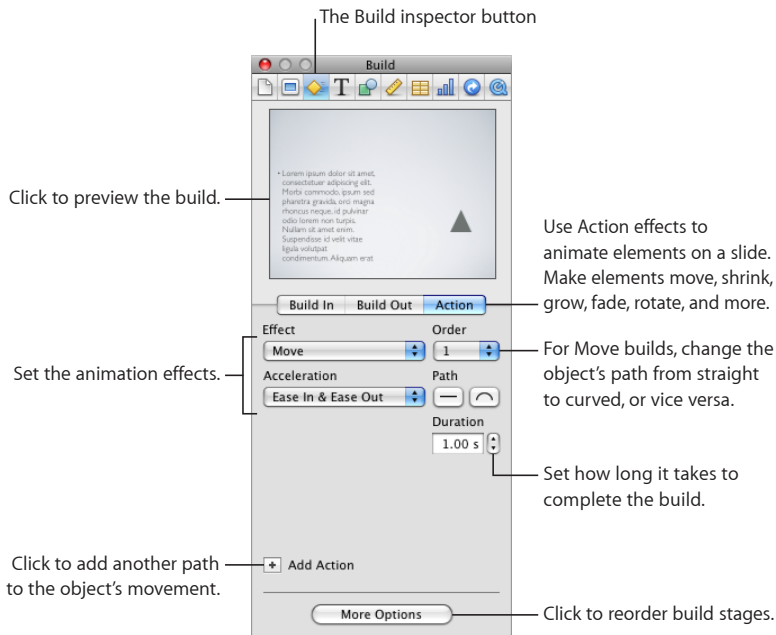 The Build inspector button
Build
T
• Lorem ipsum dolor sit amet,
consectetuer adipiscing elit.
Morbi commodo, ipsum sed
pharetra gravida, orci magna
rhoncus neque, id pulvinar
odio lorem non turpis.
Nullam sit amet enim.
Suspendisse id velit vitae
ligula volutpat
condimentum. Aliquam erat
Click to preview the build.
Use Action effects to
animate elements on a slide.
Make elements move, shrink,
grow, fade, rotate, and more.
Build In Build Out Action
Effect Order
Move 1
For Move builds, change the
object's path from straight
to curved, or vice versa.
Set the animation effects.
Acceleration Path
Ease In & Ease Out
Duration
1.00 s
Set how long it takes to
complete the build.
Click to add another path
to the object's movement.
+ Add Action
More Options
Click to reorder build stages.